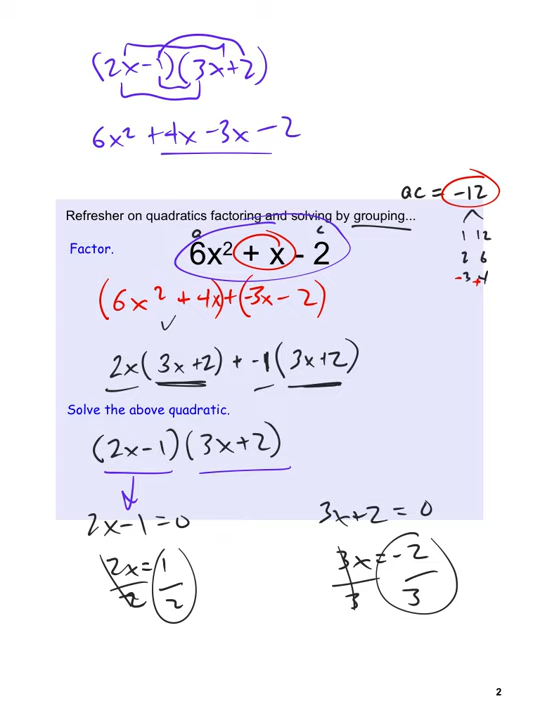 (2x-1)(3x+2)
6x² +4x -3x -2
ac = -12
Refresher on quadratics factoring and solving by grouping...
1 12
2 6
-3 +4
Factor.
a c
6x² + x - 2
(6x² + 4x)+(-3x - 2)
✓
2x(3x+2) + -1(3x+2)
Solve the above quadratic.
(2x-1)(3x+2)
2x-1=0 3x+2=0
2x=1 3x=-2
2 2 3 3
2